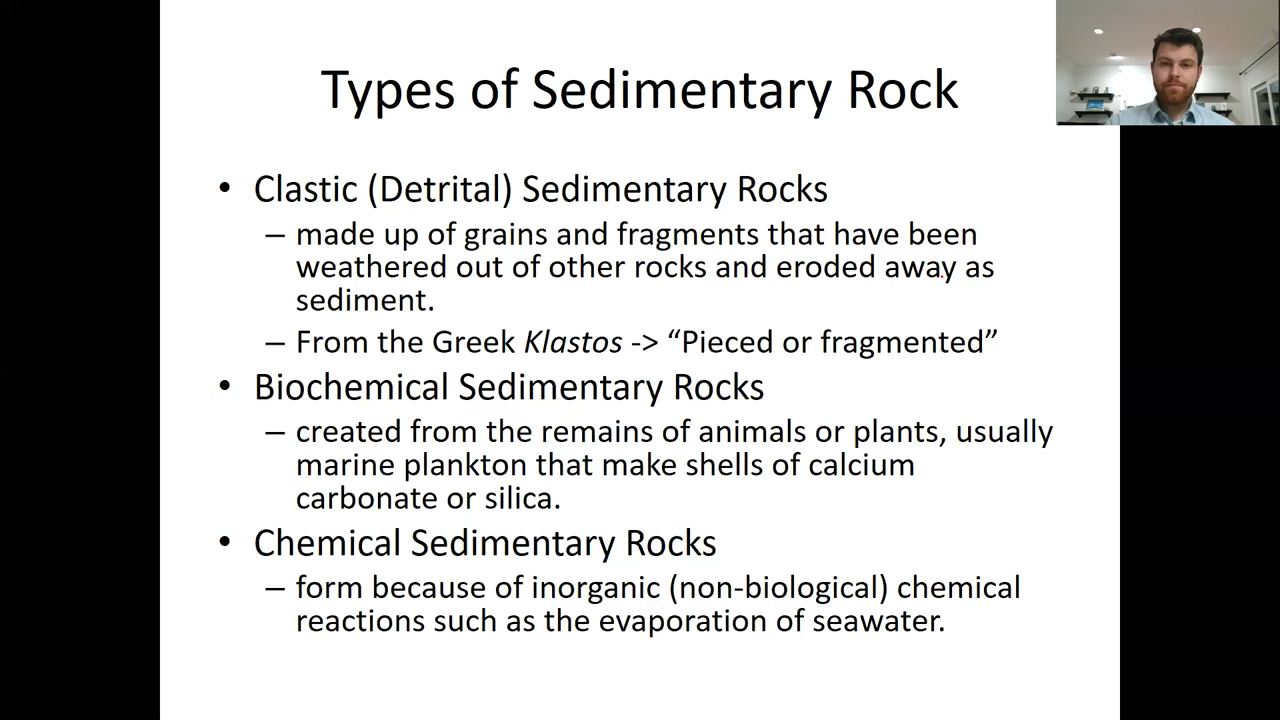 Types of Sedimentary Rock
• Clastic (Detrital) Sedimentary Rocks
– made up of grains and fragments that have been
weathered out of other rocks and eroded away as
sediment.
– From the Greek Klastos -> “Pieced or fragmented”
• Biochemical Sedimentary Rocks
– created from the remains of animals or plants, usually
marine plankton that make shells of calcium
carbonate or silica.
• Chemical Sedimentary Rocks
– form because of inorganic (non-biological) chemical
reactions such as the evaporation of seawater.